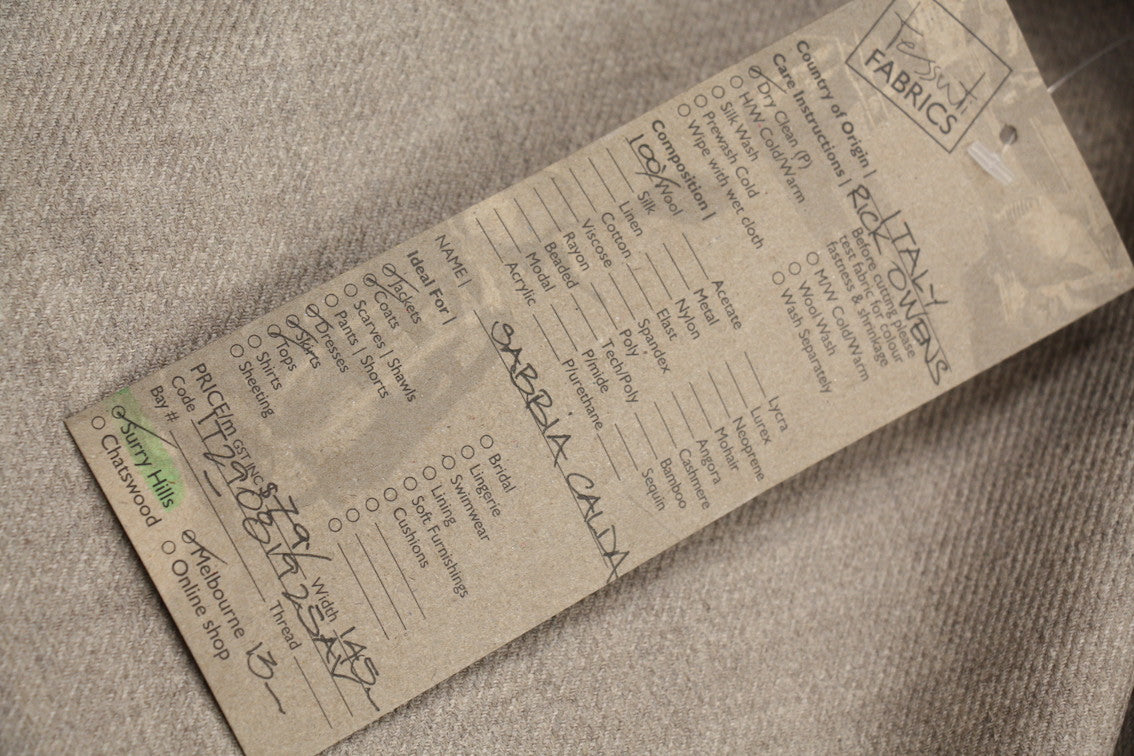 Tessuti
FABRICS
Country of Origin | ITALY
Care Instructions | RICK OWENS
Dry Clean (P)
H/W Cold/Warm
Silk Wash
Prewash Cold
Wipe with wet cloth
Before cutting please
test fabric for colour
fastness & shrinkage
M/W Cold/Warm
Wool Wash
Wash Separately
Composition |
100% Wool
Silk
Linen
Cotton
Viscose
Rayon
Beaded
Modal
Acrylic
Acetate
Metal
Nylon
Elast
Spandex
Poly
Tech/Poly
P/mide
P/urethane
Lycra
Lurex
Neoprene
Mohair
Angora
Cashmere
Bamboo
Sequin
NAME | SABBIA CALDA
Ideal For |
Jackets
Coats
Scarves | Shawls
Pants | Shorts
Dresses
Skirts
Tops
Shirts
Sheeting
Bridal
Lingerie
Swimwear
Lining
Soft Furnishings
Cushions
PRICE/m GST INC $79/ Width 145
Code
Bay # Thread
Surry Hills
Chatswood
Melbourne 13
Online shop